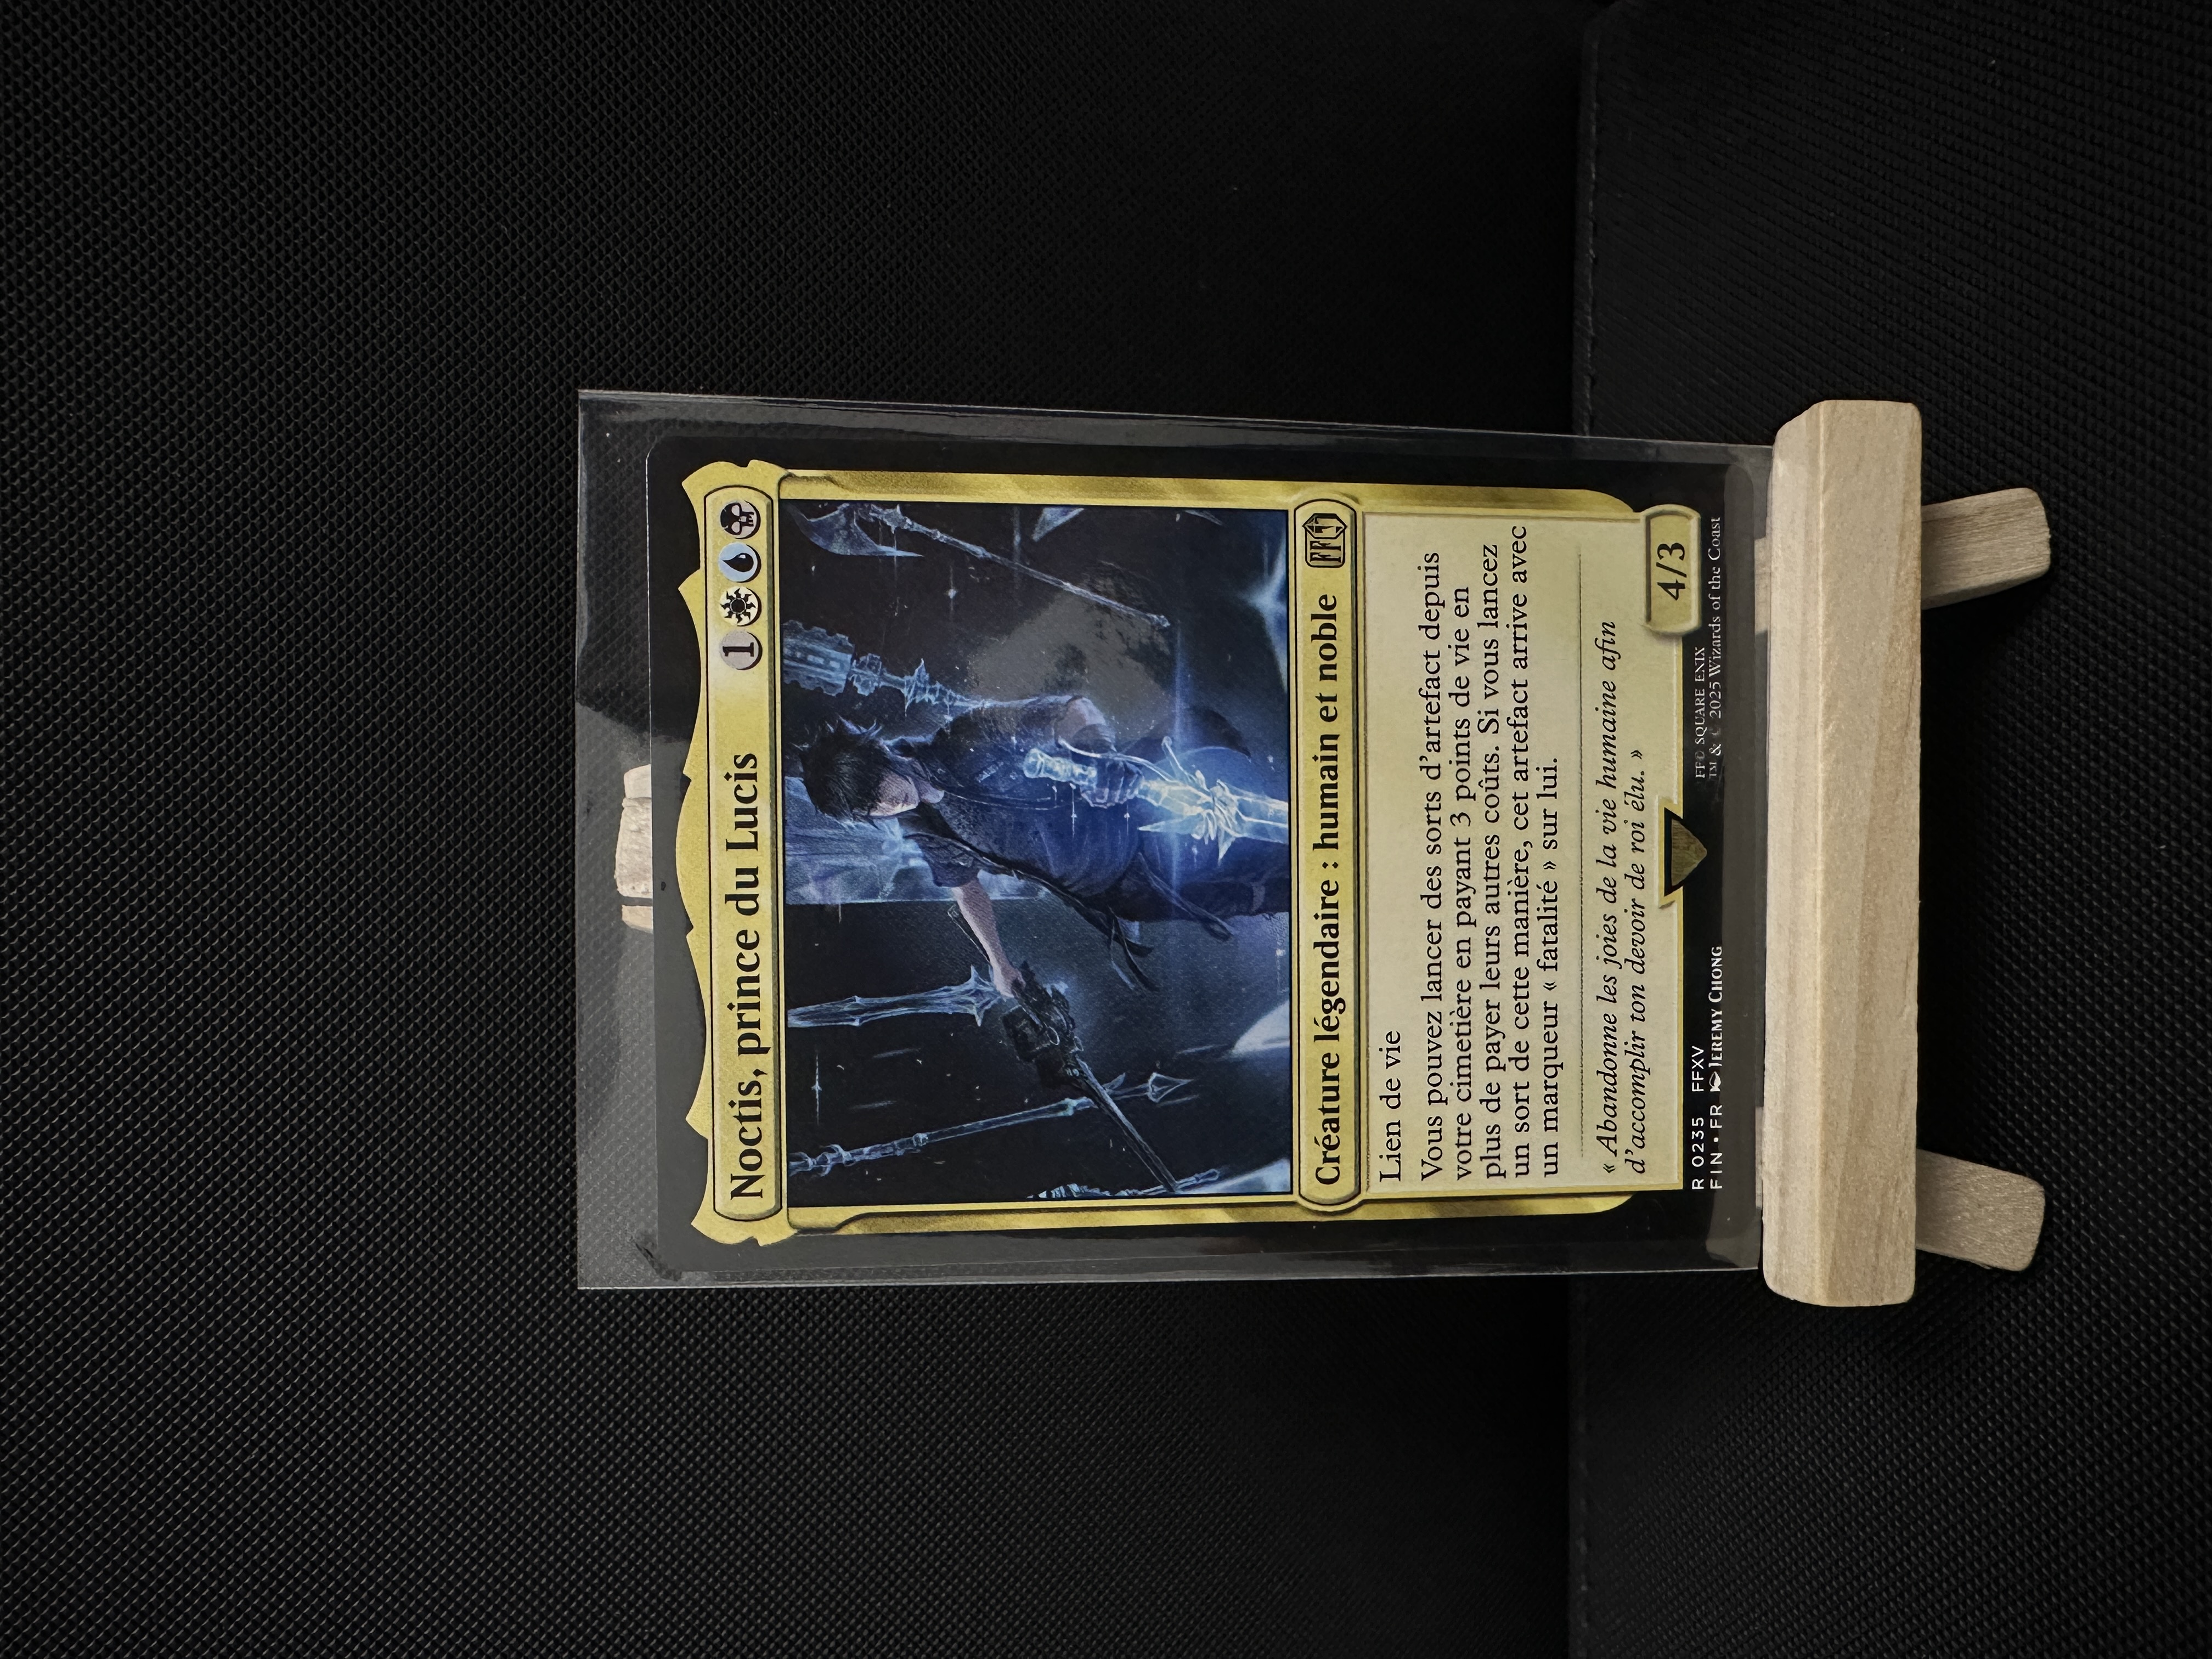 Noctis, prince du Lucis 1
Créature légendaire : humain et noble FF
Lien de vie
Vous pouvez lancer des sorts d'artefact depuis
votre cimetière en payant 3 points de vie en
plus de payer leurs autres coûts. Si vous lancez
un sort de cette manière, cet artefact arrive avec
un marqueur « fatalité » sur lui.
« Abandonne les joies de la vie humaine afin
d'accomplir ton devoir de roi élu. »
4/3
R 0235 FFXV
FIN • FR JEREMY CHONG
FF© SQUARE ENIX
™ & © 2025 Wizards of the Coast